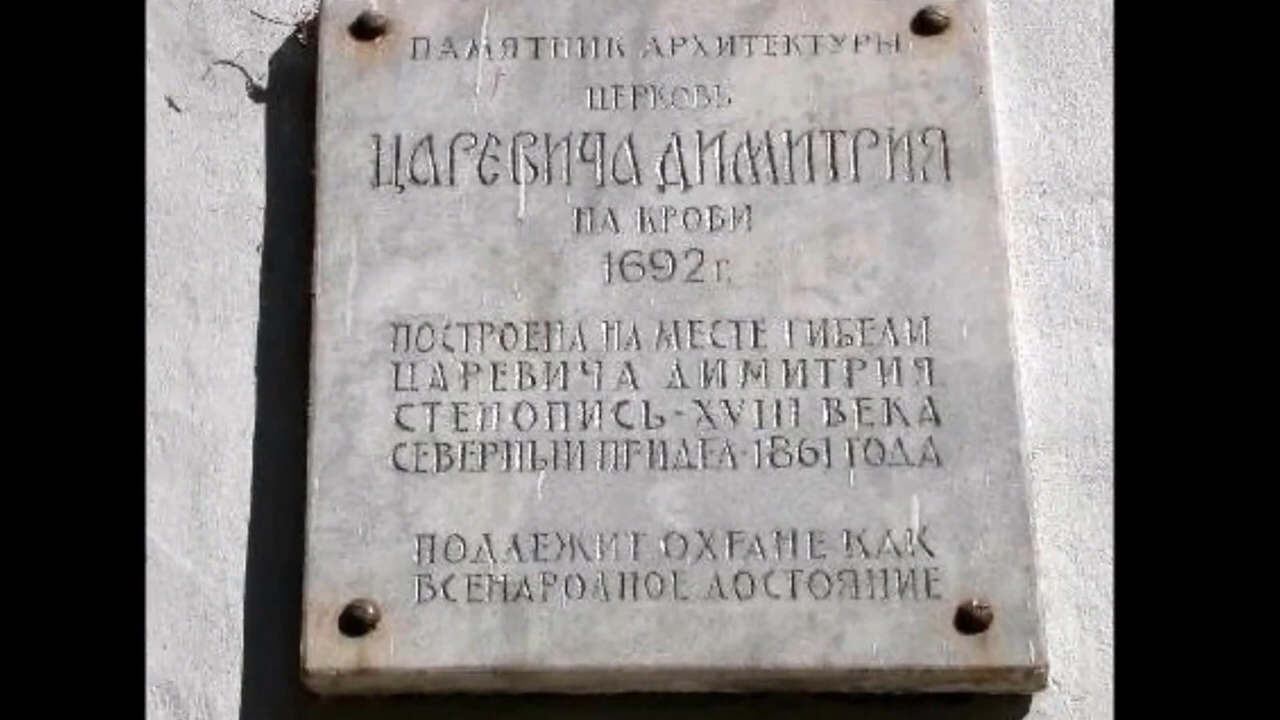 ПАМЯТНИК АРХИТЕКТУРЫ
ЦЕРКОВЬ
ЦАРЕВИЧА ДИМИТРИЯ
НА КРОВИ
1692 г.
ПОСТРОЕНА НА МЕСТЕ ГИБЕЛИ
ЦАРЕВИЧА ДИМИТРИЯ
СТЕНОПИСЬ-XVIII ВЕКА
СЕВЕРНЫЙ ПРИДЕЛ-1861 ГОДА
ПОДЛЕЖИТ ОХРАНЕ КАК
ВСЕНАРОДНОЕ ДОСТОЯНИЕ